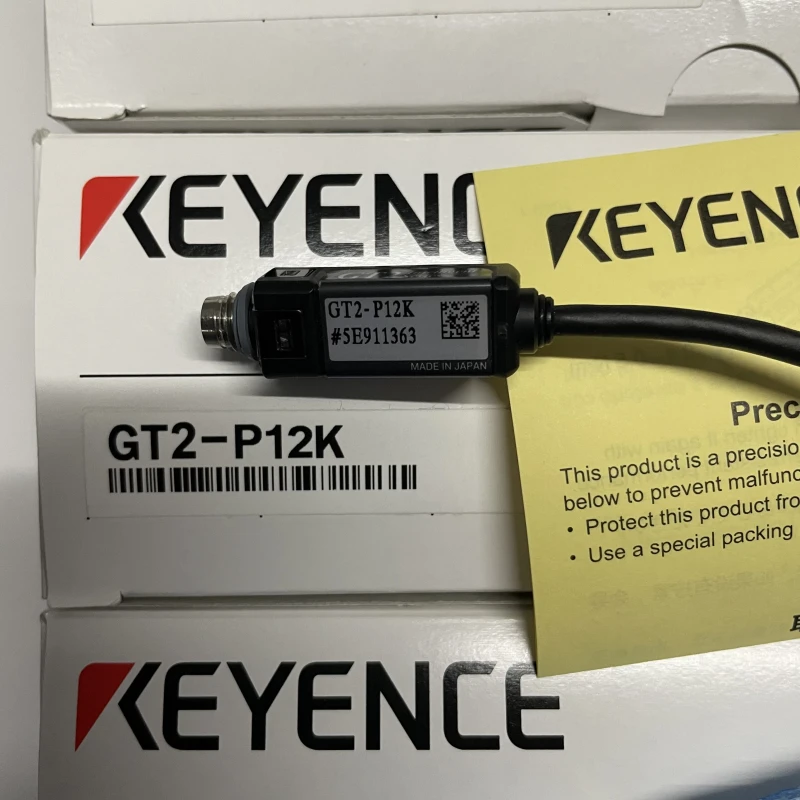 KEYENC
KEYENC
GT2-P12K
#5E911363
MADE IN JAPAN
GT2-P12K
Prec
This product is a precisio
below to prevent malfunc
• Protect this product fro
• Use a special packing
KEYENCE